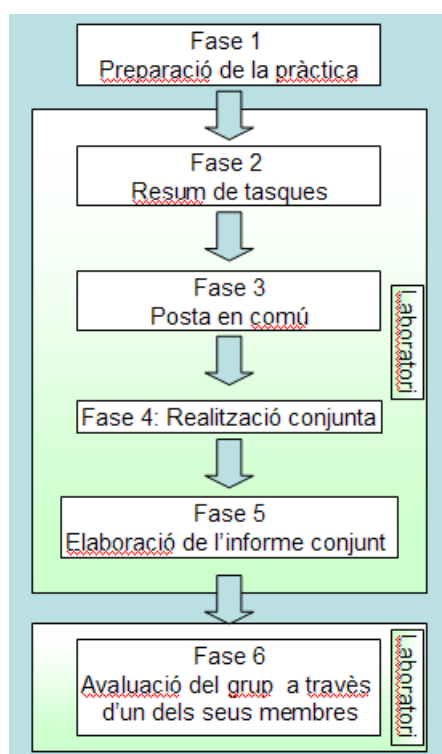 Fase 1
Preparació de la pràctica
Fase 2
Resum de tasques
Fase 3
Posta en comú
Laboratori
Fase 4: Realització conjunta
Fase 5
Elaboració de l'informe conjunt
Fase 6
Avaluació del grup a travès
d'un dels seus membres
Laboratori